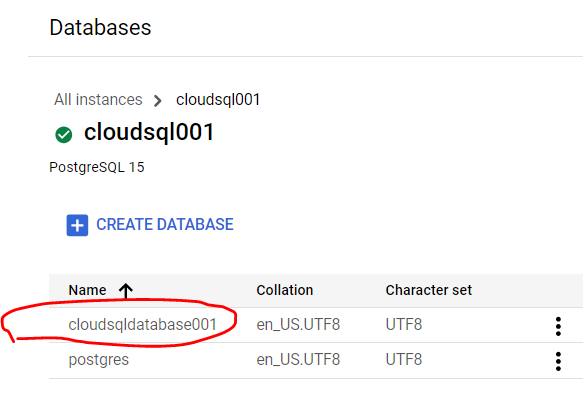 Databases
All instances > cloudsql001
cloudsql001
PostgreSQL 15
CREATE DATABASE
Name Collation Character set
cloudsqldatabase001 en_US.UTF8 UTF8
postgres en_US.UTF8 UTF8